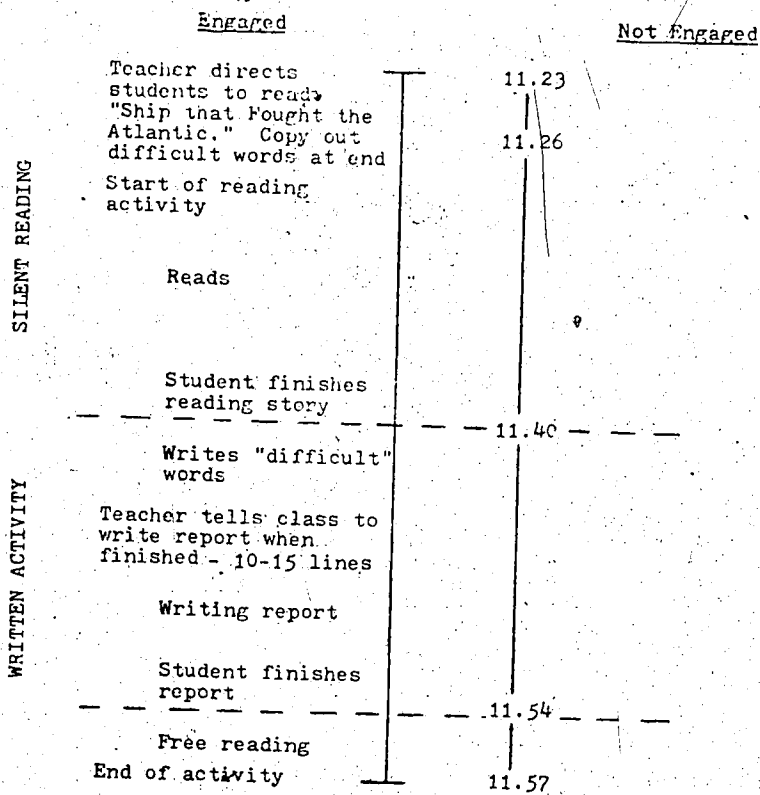 Engaged
Not Engaged
Teacher directs
students to read
"Ship that Fought the
Atlantic." Copy out
difficult words at end
11.23
11.26
Start of reading
activity
SILENT READING
Reads
Student finishes
reading story
11.40
Writes "difficult"
words
Teacher tells class to
write report when
finished - 10-15 lines
WRITTEN ACTIVITY
Writing report
Student finishes
report
11.54
Free reading
End of activity
11.57